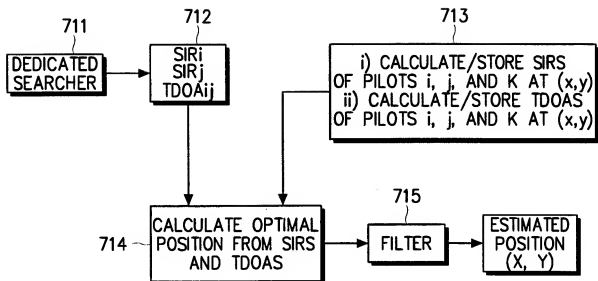 711
DEDICATED
SEARCHER
712
SIRi
SIRj
TDOAij
713
i) CALCULATE/STORE SIRS
OF PILOTS i, j, AND K AT (x,y)
ii) CALCULATE/STORE TDOAS
OF PILOTS i, j, AND K AT (x,y)
714
CALCULATE OPTIMAL
POSITION FROM SIRS
AND TDOAS
715
FILTER
ESTIMATED
POSITION
(X, Y)